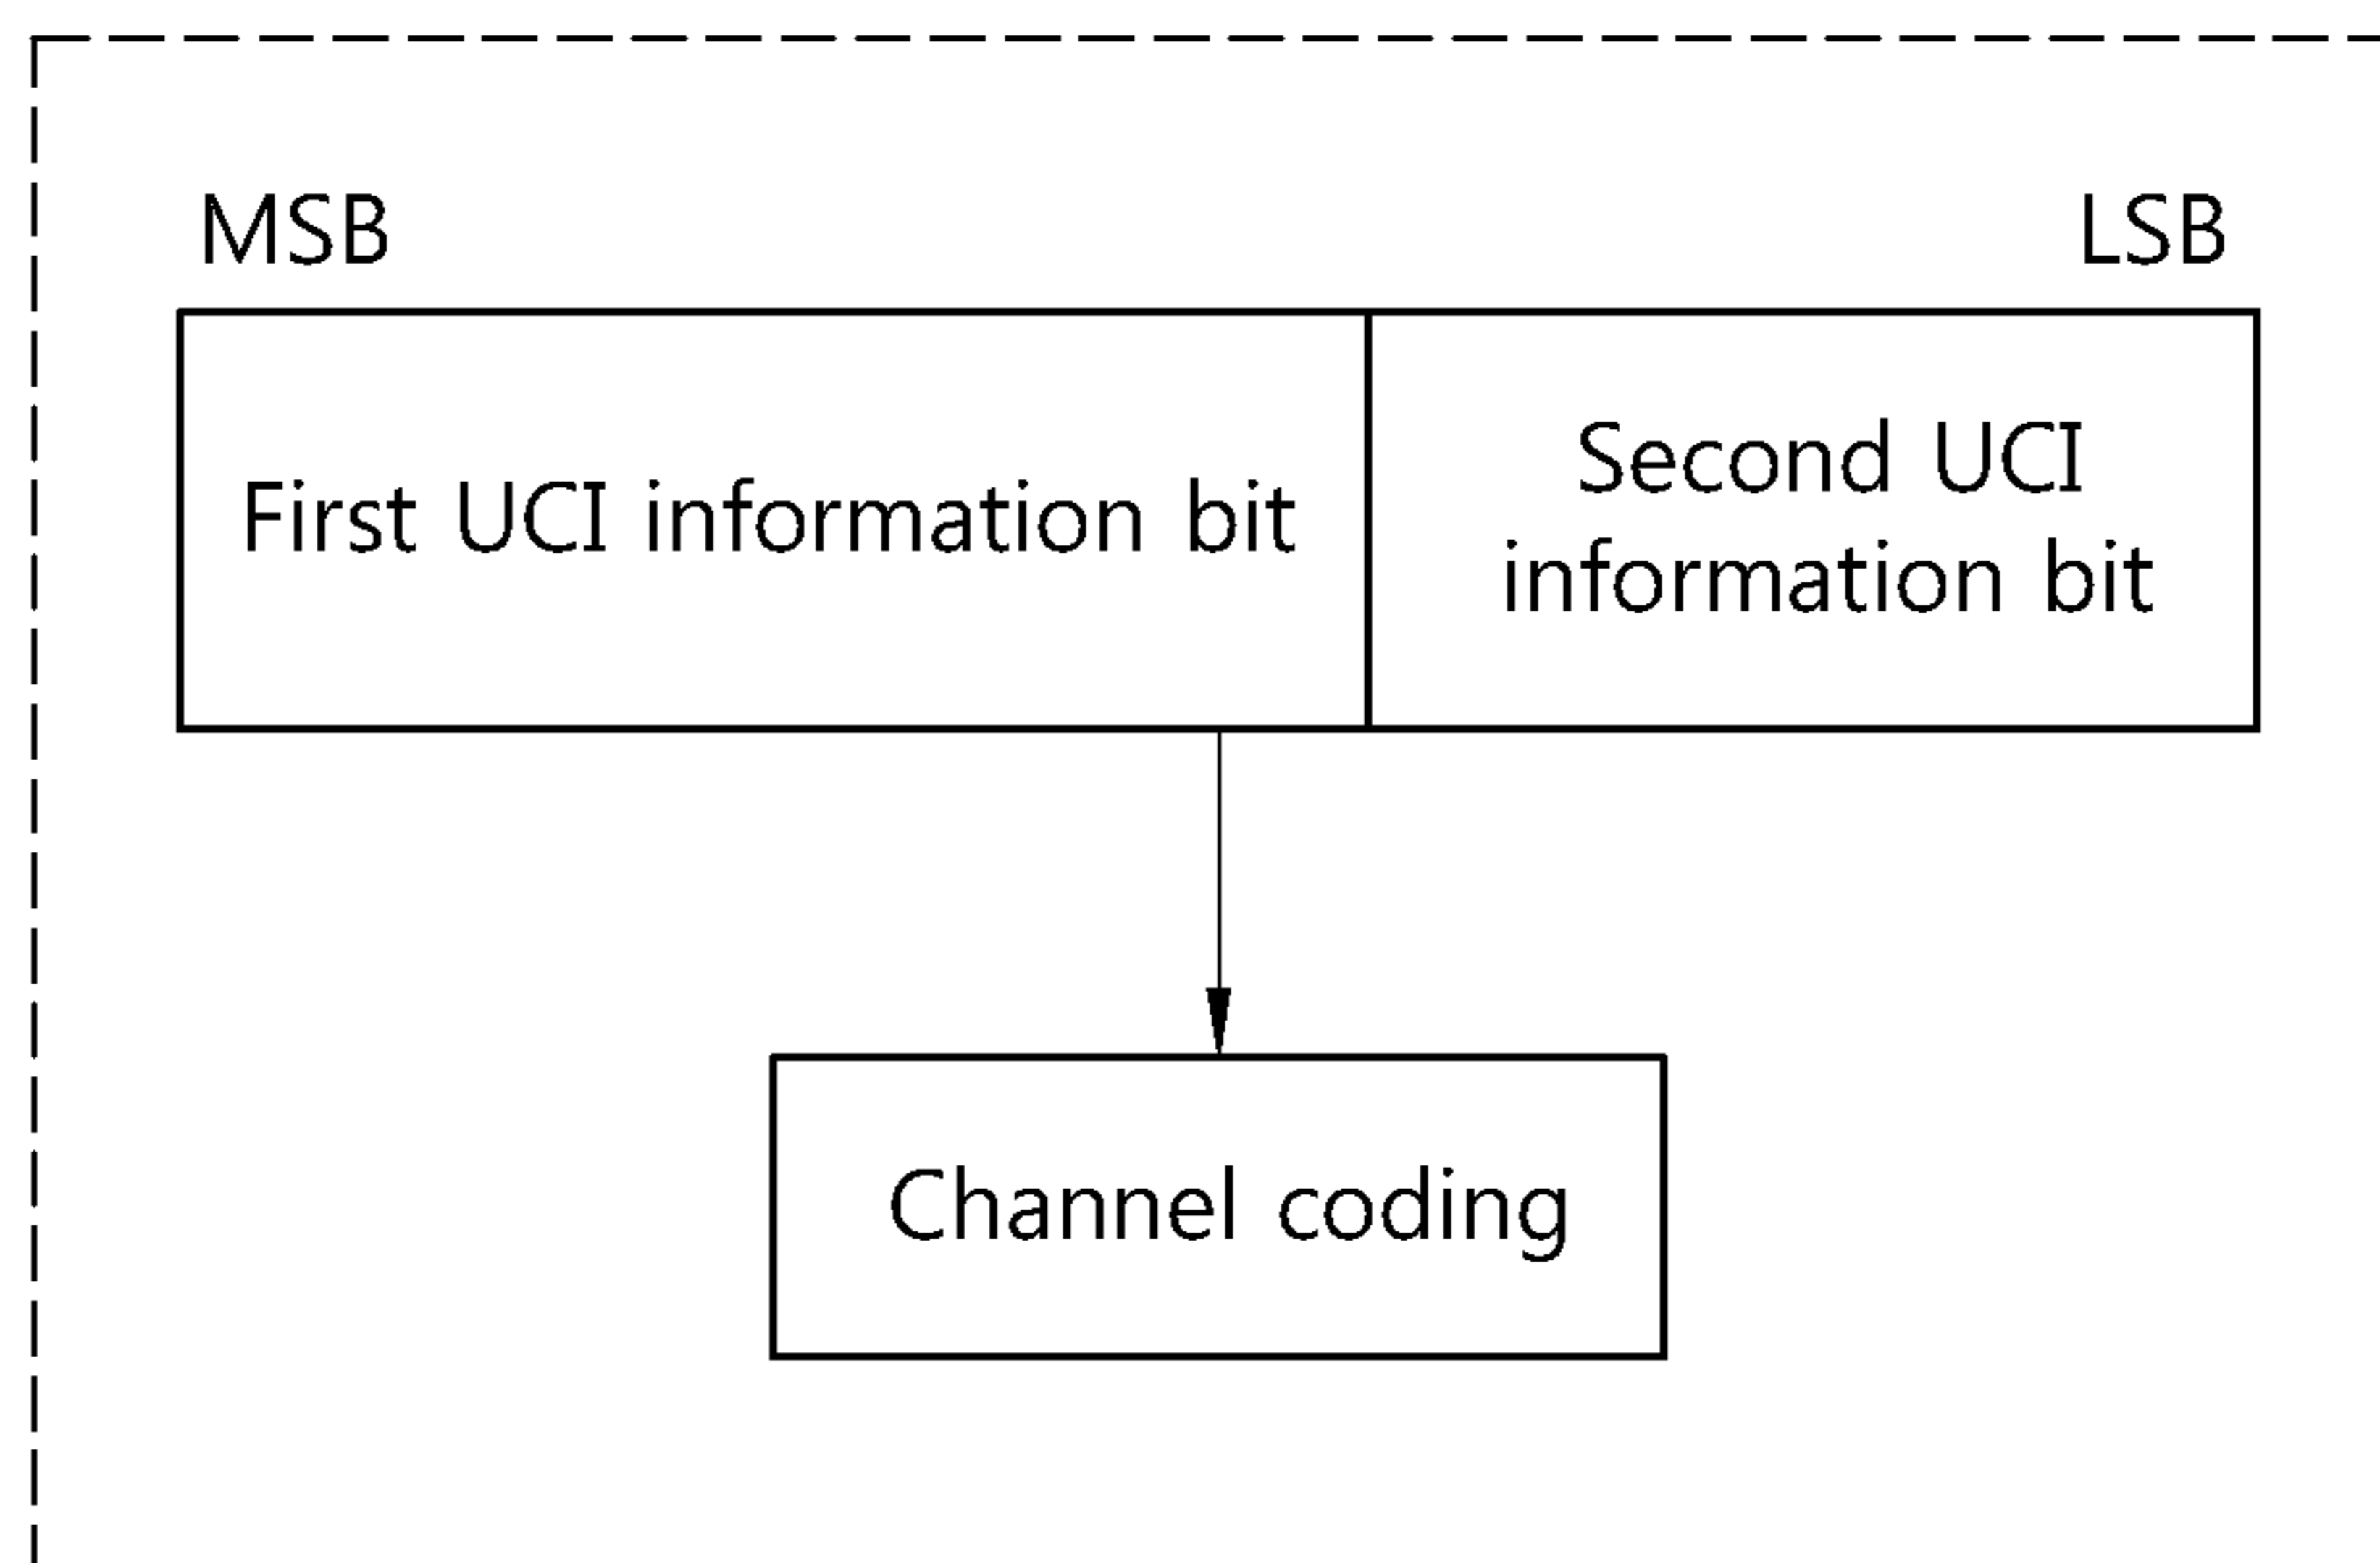 MSB LSB
First UCI information bit
Second UCI
information bit
Channel coding